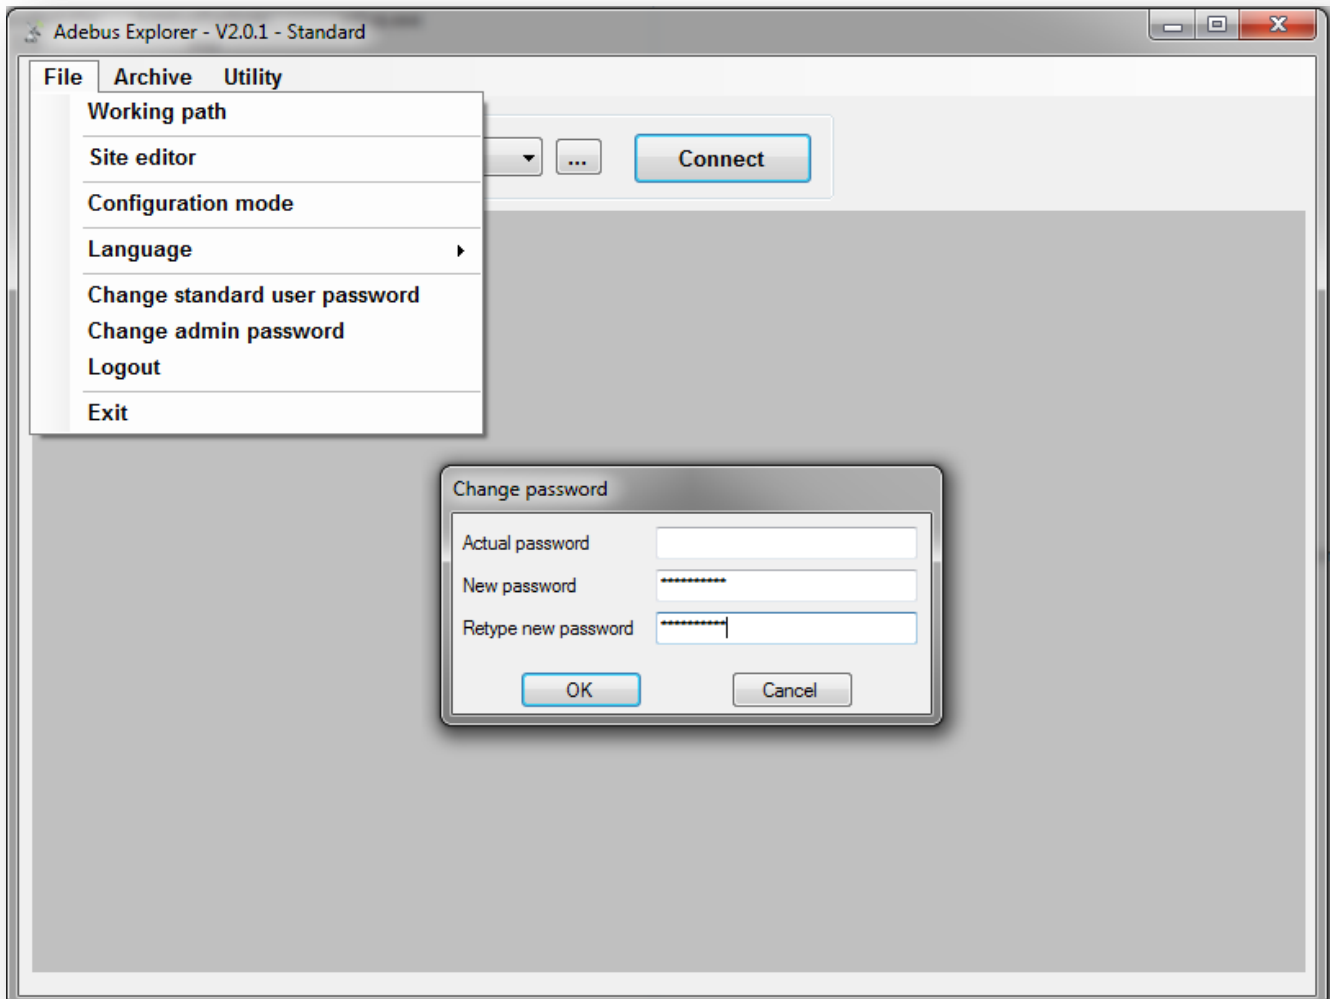 Adebus Explorer - V2.0.1 - Standard
File Archive Utility
Working path
Site editor
... Connect
Configuration mode
Language
Change standard user password
Change admin password
Logout
Exit
Change password
Actual password
New password **********
Retype new password **********
OK Cancel